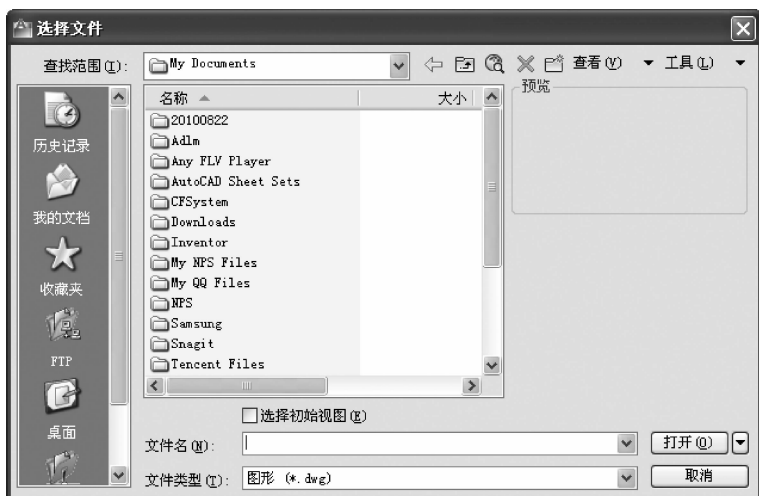 选择文件
查找范围(I):
My Documents
查看(V)
工具(L)
历史记录
我的文档
收藏夹
FTP
桌面
名称
大小
20100822
Adlm
Any FLV Player
AutoCAD Sheet Sets
CFSystem
Downloads
Inventor
My NPS Files
My QQ Files
NPS
Samsung
Snagit
Tencent Files
预览
选择初始视图(E)
文件名(N):
打开(O)
文件类型(T):
图形 (*.dwg)
取消